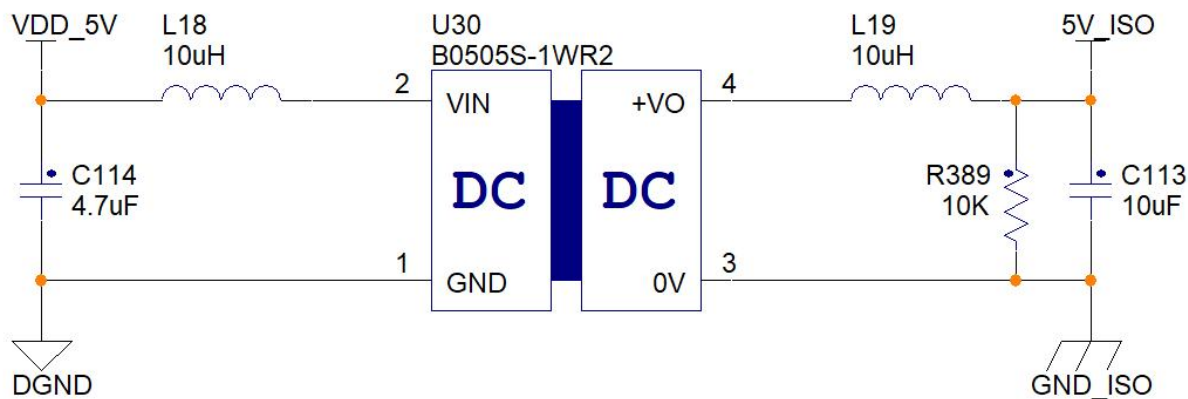 VDD_5V
L18
10uH
U30
B0505S-1WR2
L19
10uH
5V_ISO
2
VIN
+VO
4
C114
4.7uF
DC
DC
R389
10K
C113
10uF
1
GND
0V
3
DGND
GND_ISO